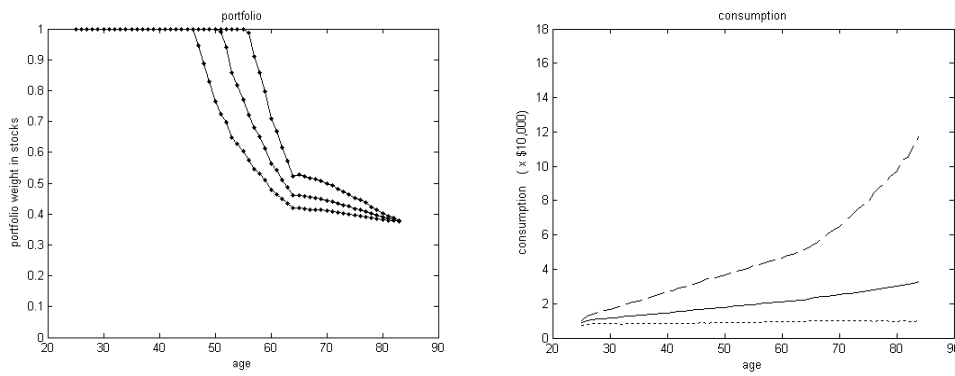 portfolio
1
0.9
0.8
0.7
0.6
0.5
0.4
0.3
0.2
0.1
0
portfolio weight in stocks
20 30 40 50 60 70 80 90
age
consumption
18
16
14
12
10
8
6
4
2
0
consumption ( x $10,000)
20 30 40 50 60 70 80 90
age